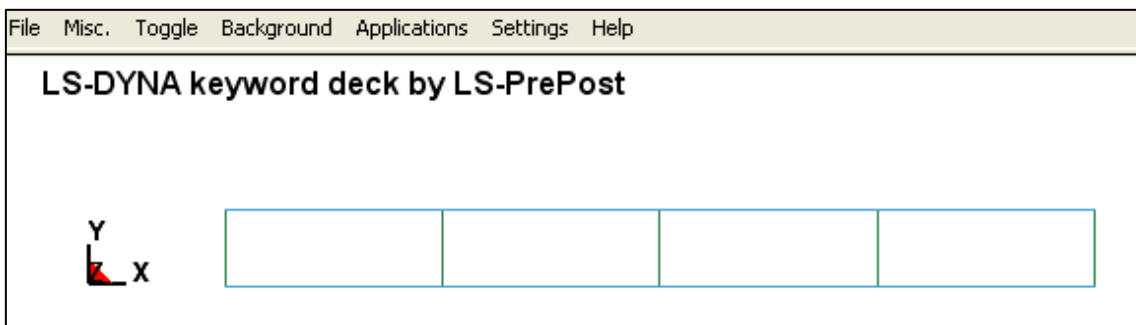 File Misc. Toggle Background Applications Settings Help
LS-DYNA keyword deck by LS-PrePost
Y
Z X